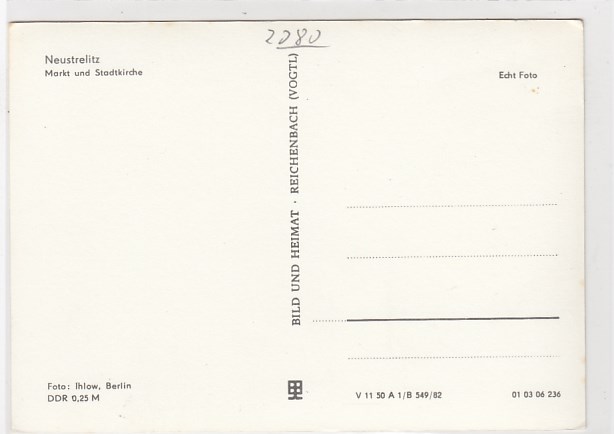 2080
Neustrelitz
Markt und Stadtkirche
Echt Foto
BILD UND HEIMAT · REICHENBACH (VOGTL)
Foto: Ihlow, Berlin
DDR 0,25 M
V 11 50 A 1/B 549/82
01 03 06 236